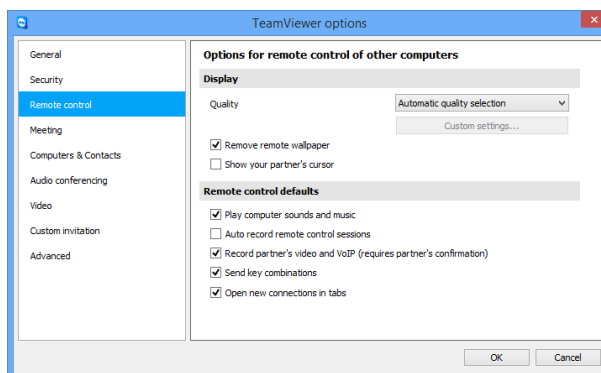 TeamViewer options
General
Security
Remote control
Meeting
Computers & Contacts
Audio conferencing
Video
Custom invitation
Advanced
Options for remote control of other computers
Display
Quality
Automatic quality selection
Custom settings...
Remove remote wallpaper
Show your partner's cursor
Remote control defaults
Play computer sounds and music
Auto record remote control sessions
Record partner's video and VoIP (requires partner's confirmation)
Send key combinations
Open new connections in tabs
OK
Cancel